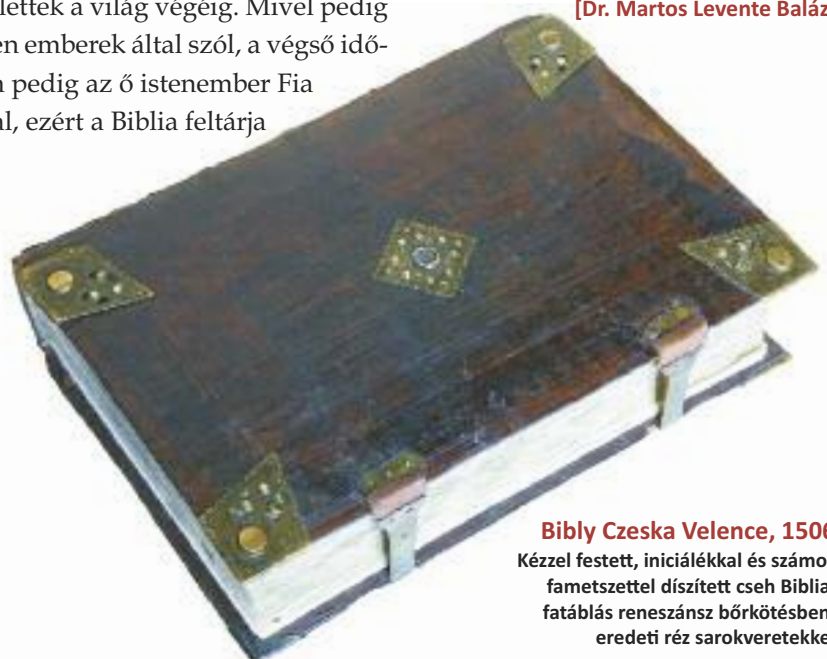 lettek a világ végéig. Mivel pedig
en emberek által szól, a végső idő-
pedig az ő istenember Fia
ezért a Biblia feltárja
[Dr. Martos Levente Baláz
Bibly Czeska Velence, 1506
Kézzel festett, iniciálékkal és számo
fametszettel díszített cseh Biblia
fatáblás reneszánsz bőrkötésben
eredeti réz sarokveretekke